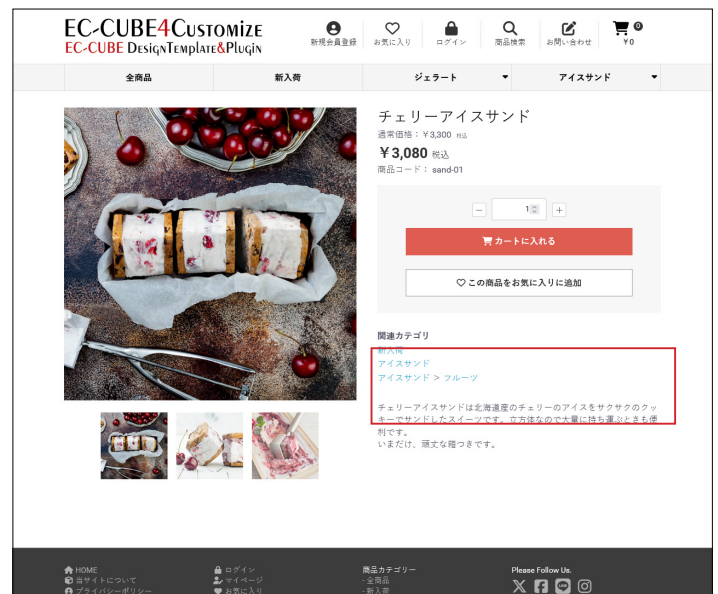 EC-CUBE4CUSTOMIZE
EC-CUBE DESIGNTEMPLATE&PLUGIN
新規会員登録
お気に入り
ログイン
商品検索
お問い合わせ
0
¥0
全商品
新入荷
ジェラート
アイスサンド
チェリーアイスサンド
通常価格：¥3,300 税込
¥3,080 税込
商品コード： sand-01
1
カートに入れる
この商品をお気に入りに追加
関連カテゴリ
新入荷
アイスサンド
アイスサンド > フルーツ
チェリーアイスサンドは北海道産のチェリーのアイスをサクサクのクッ
キーでサンドしたスイーツです。立方体なので大量に持ち運ぶときも便
利です。
いまだけ、頑丈な箱つきです。
HOME
当サイトについて
プライバシーポリシー
ログイン
マイページ
お気に入り
商品カテゴリー
- 全商品
- 新入荷
Please Follow Us.